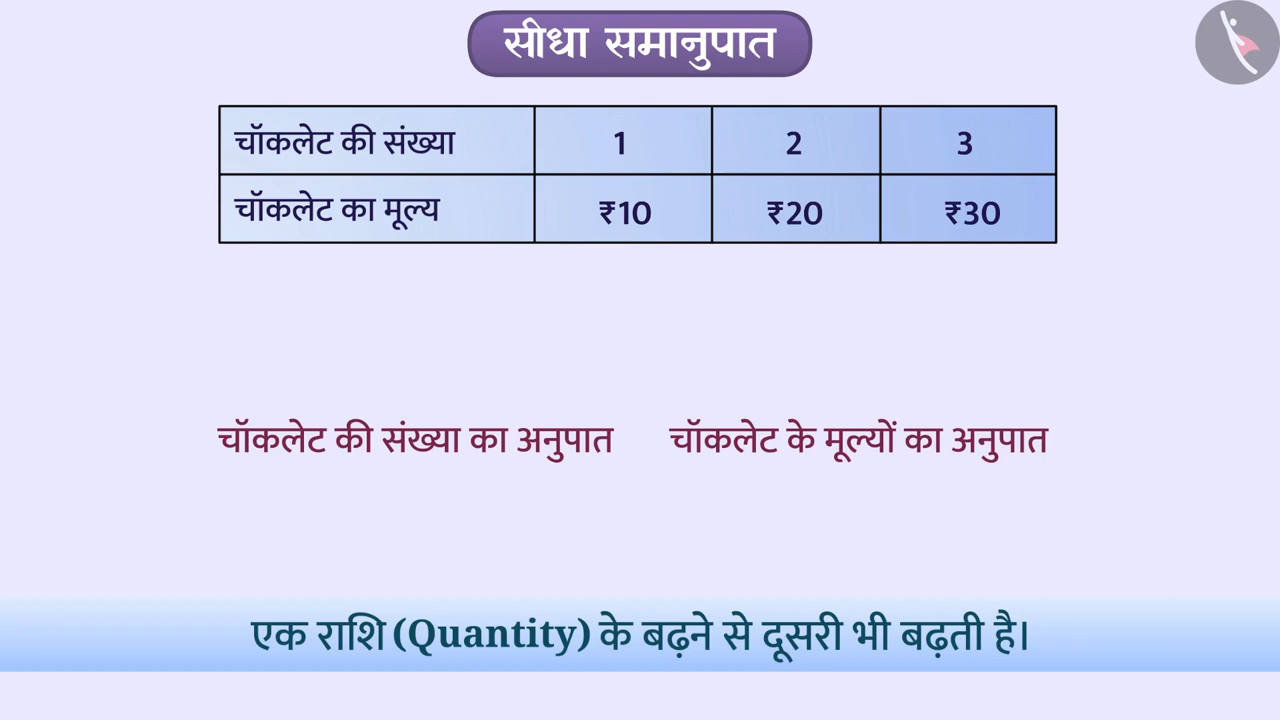 सीधा समानुपात
चॉकलेट की संख्या 1 2 3
चॉकलेट का मूल्य ₹10 ₹20 ₹30
चॉकलेट की संख्या का अनुपात चॉकलेट के मूल्यों का अनुपात
एक राशि (Quantity) के बढ़ने से दूसरी भी बढ़ती है।